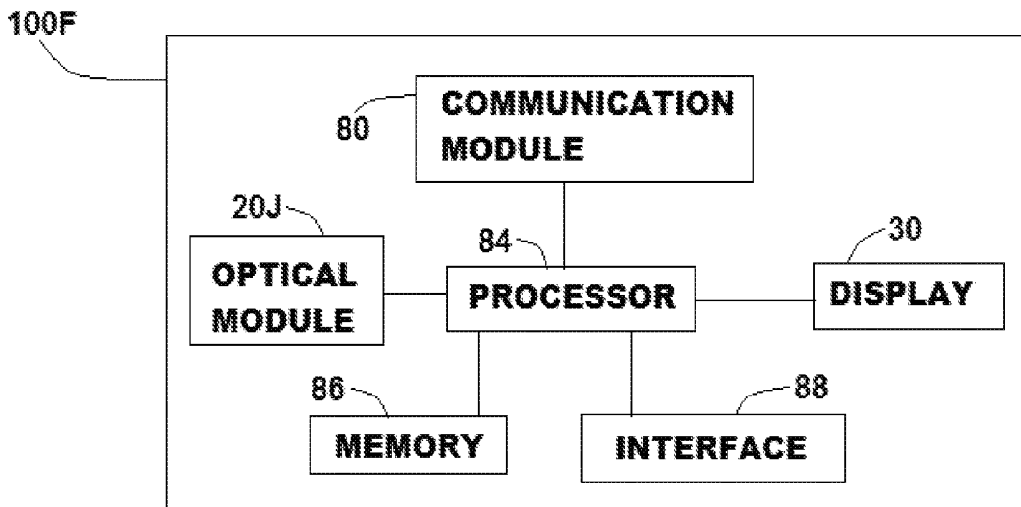 100F
80
COMMUNICATION
MODULE
20J
OPTICAL
MODULE
84
PROCESSOR
30
DISPLAY
86
MEMORY
88
INTERFACE